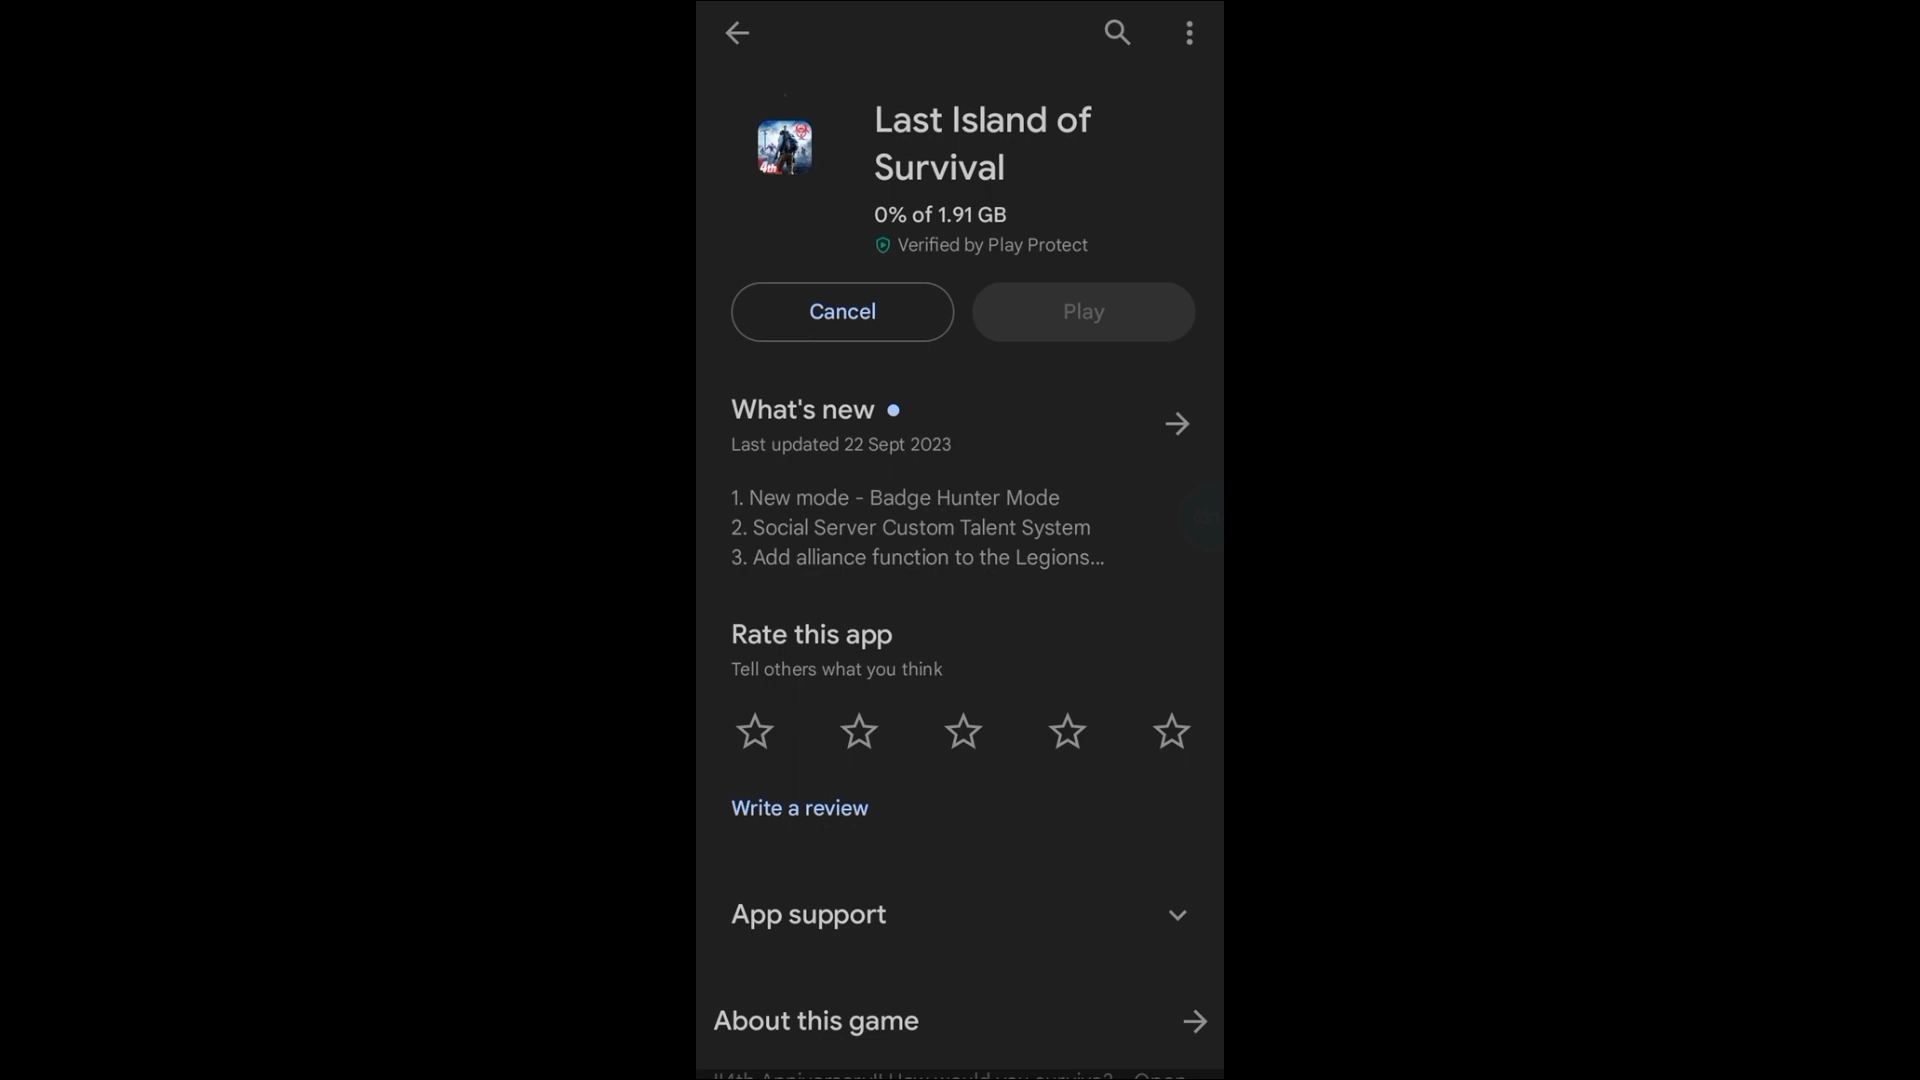 Last Island of
Survival
4th
0% of 1.91 GB
Verified by Play Protect
Cancel
Play
What's new
Last updated 22 Sept 2023
1. New mode - Badge Hunter Mode
2. Social Server Custom Talent System
3. Add alliance function to the Legions...
Rate this app
Tell others what you think
Write a review
App support
About this game